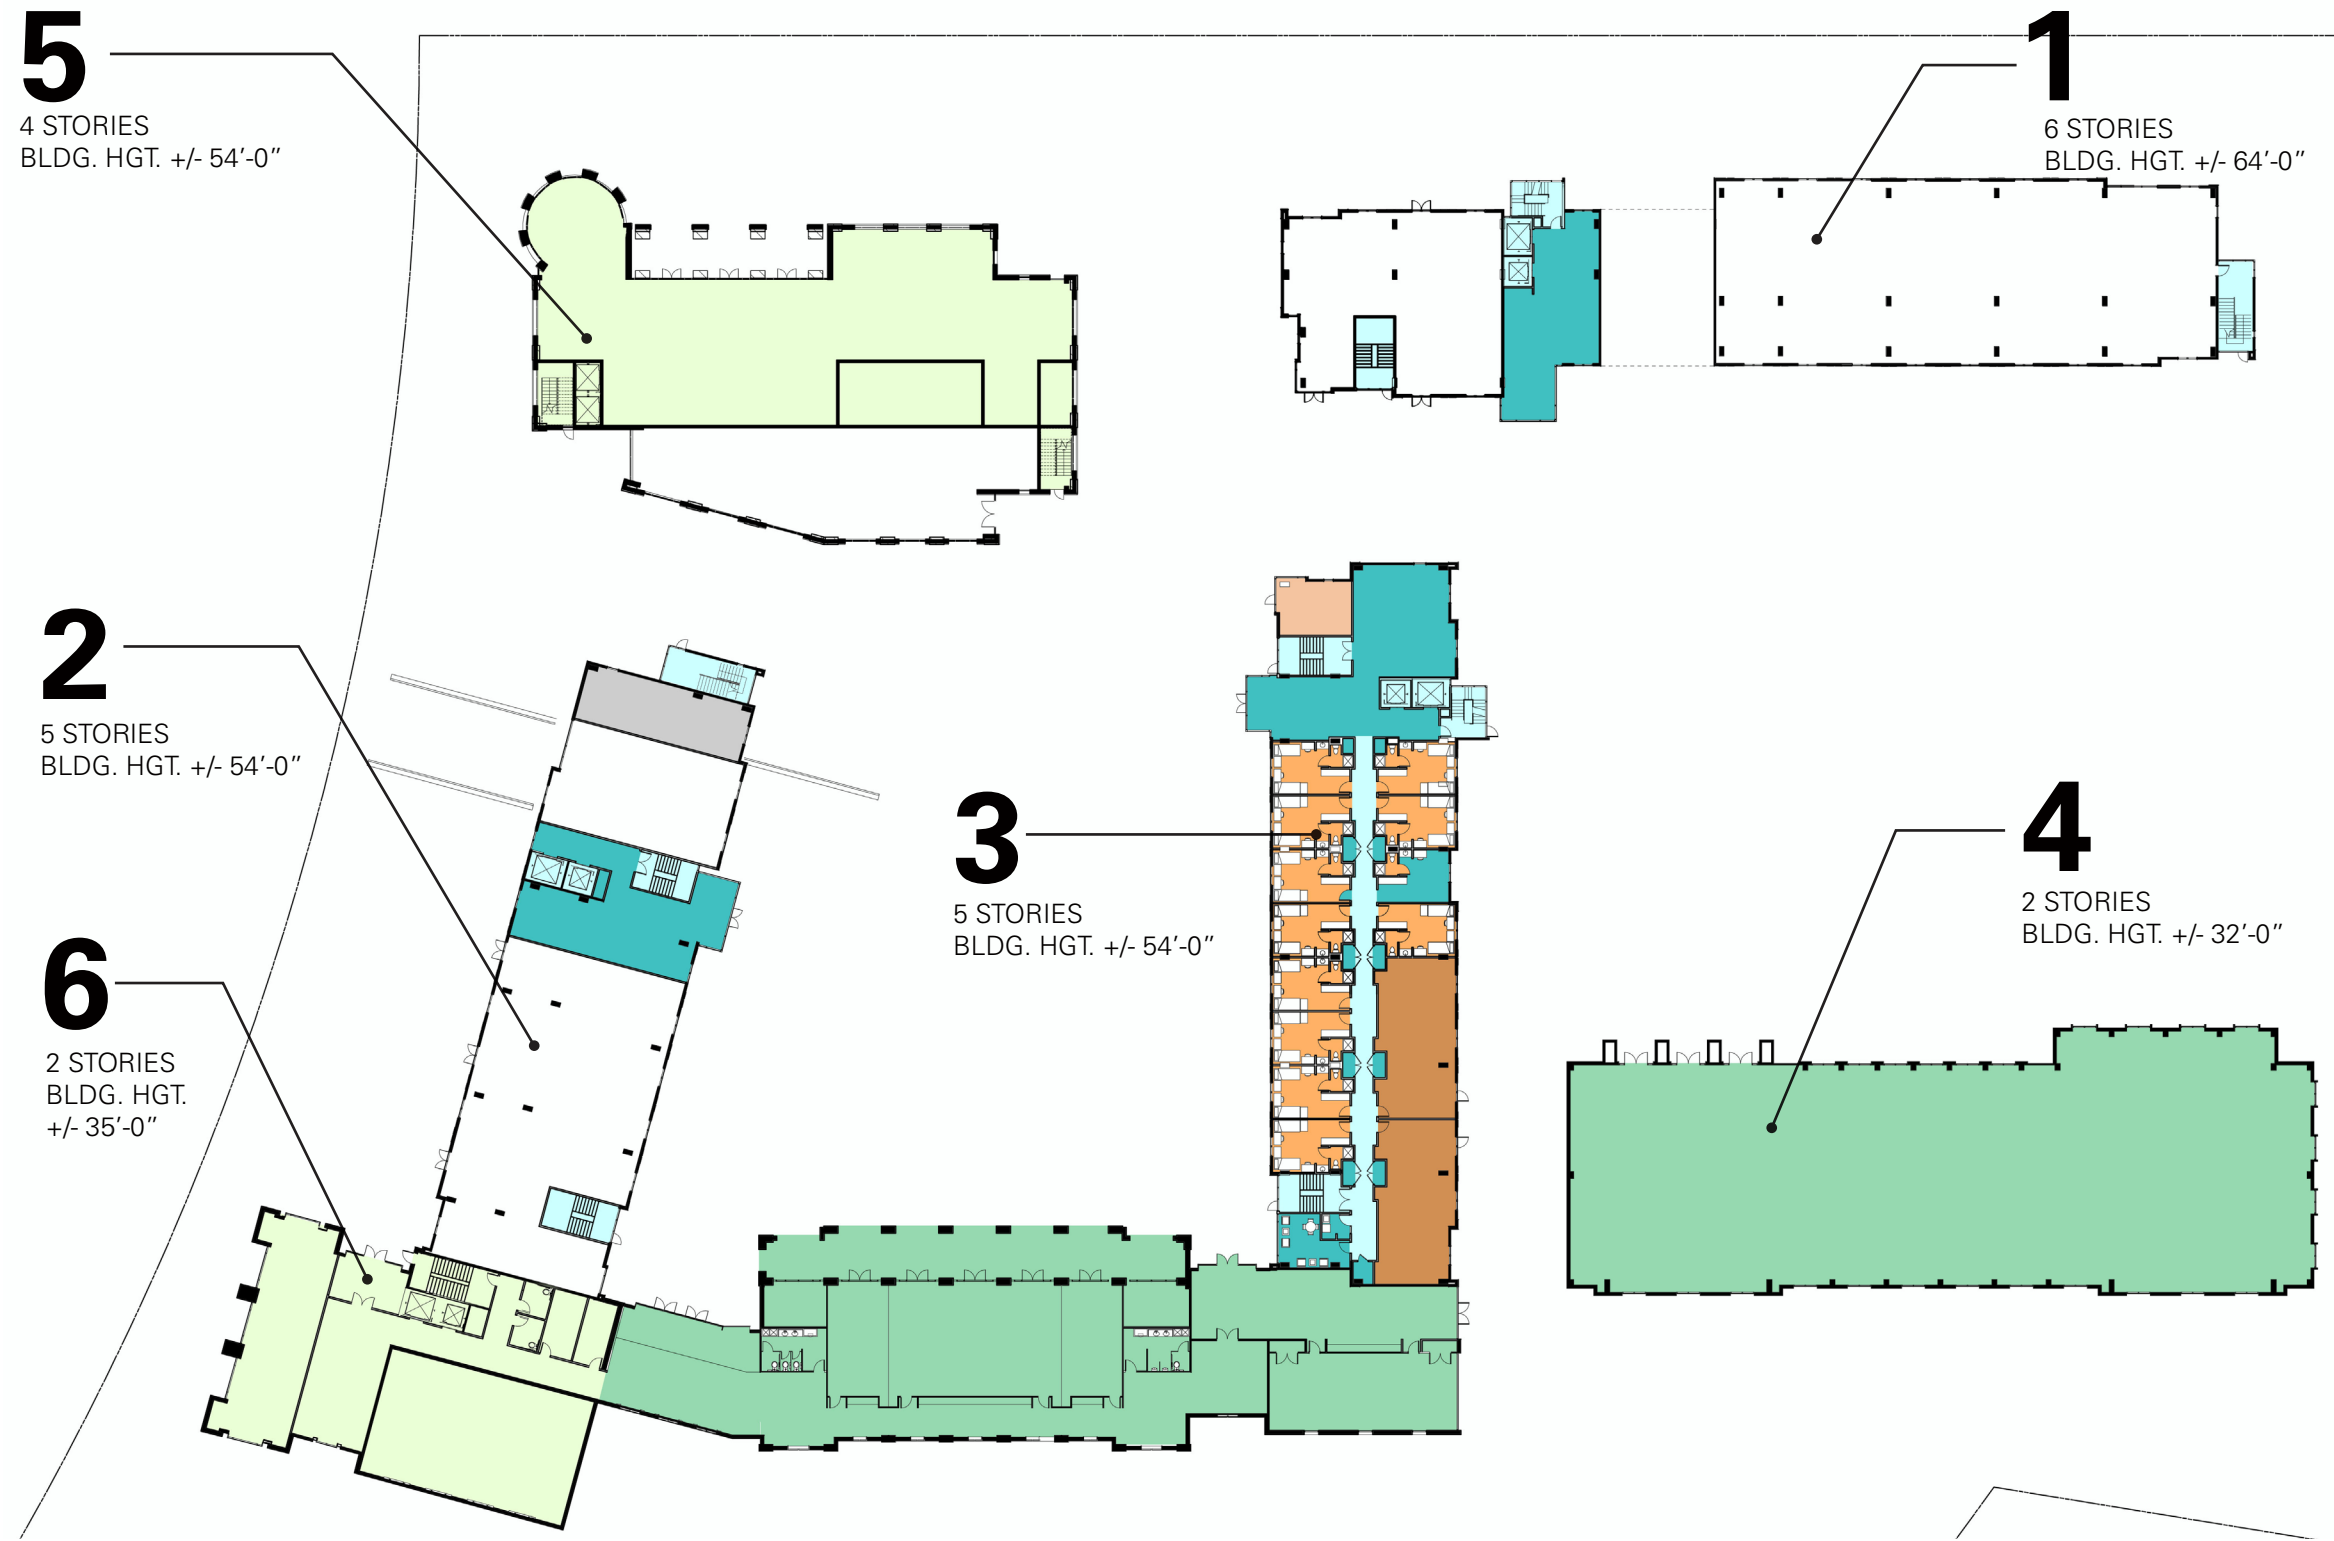 5
4 STORIES
BLDG. HGT. +/- 54'-0"
1
6 STORIES
BLDG. HGT. +/- 64'-0"
2
5 STORIES
BLDG. HGT. +/- 54'-0"
3
5 STORIES
BLDG. HGT. +/- 54'-0"
4
2 STORIES
BLDG. HGT. +/- 32'-0"
6
2 STORIES
BLDG. HGT.
+/- 35'-0"